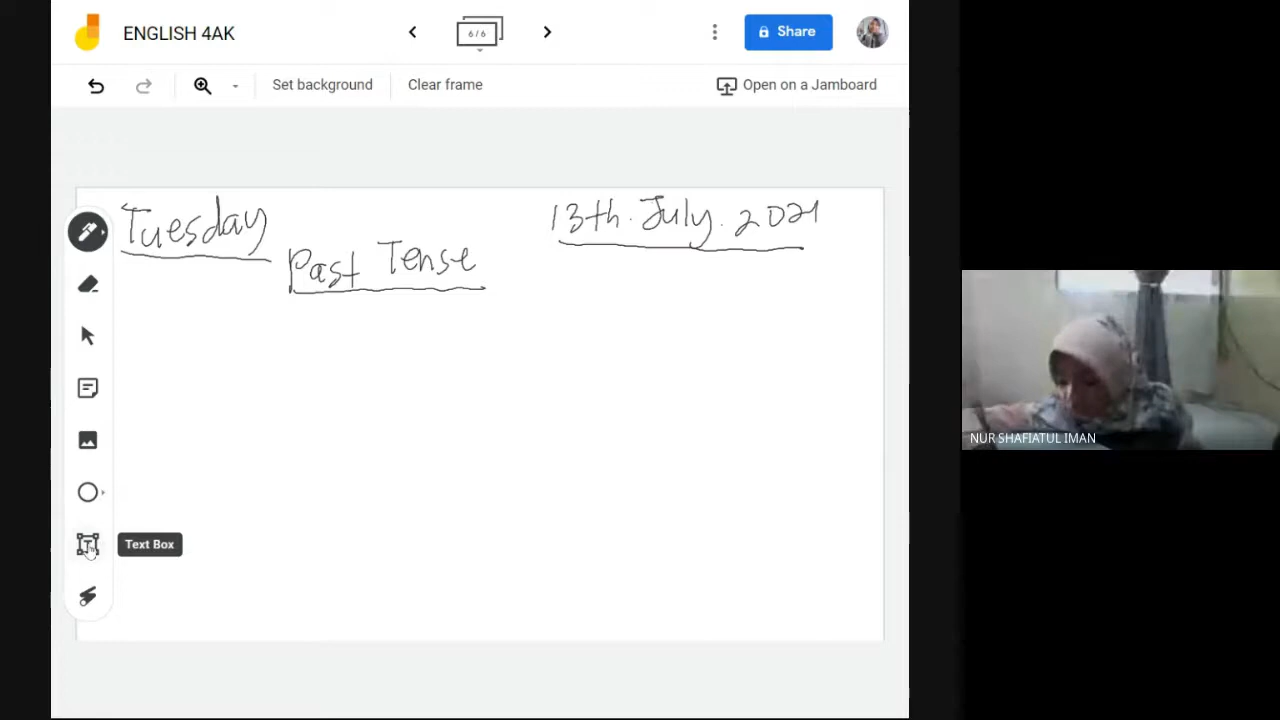 ENGLISH 4AK
6/6
Share
Set background
Clear frame
Open on a Jamboard
Tuesday
13th. July. 2021
Past Tense
NUR SHAFIATUL IMAN
Text Box